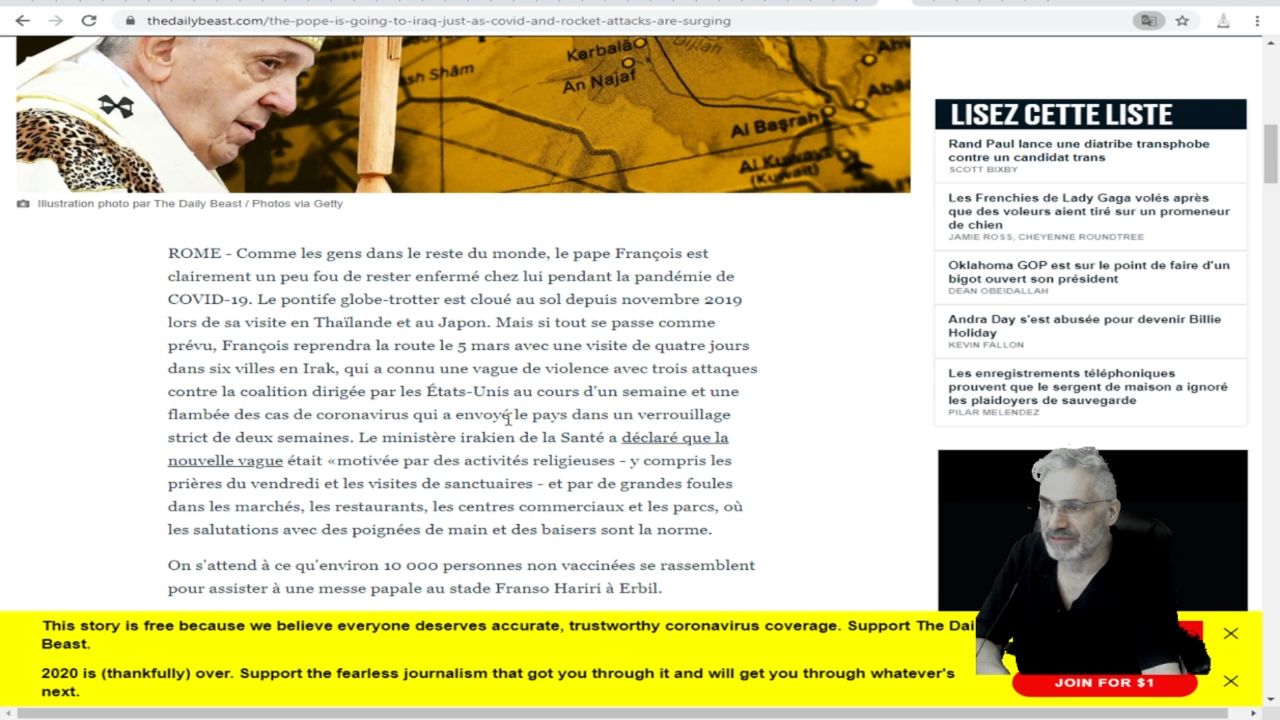 thedailybeast.com/the-pope-is-going-to-iraq-just-as-covid-and-rocket-attacks-are-surging
Karbalā
Dijlah
An Najaf
ash Shām
Al Başrah
Al Kuwayt
(Kuwait)
Illustration photo par The Daily Beast / Photos via Getty
ROME - Comme les gens dans le reste du monde, le pape François est
clairement un peu fou de rester enfermé chez lui pendant la pandémie de
COVID-19. Le pontife globe-trotter est cloué au sol depuis novembre 2019
lors de sa visite en Thaïlande et au Japon. Mais si tout se passe comme
prévu, François reprendra la route le 5 mars avec une visite de quatre jours
dans six villes en Irak, qui a connu une vague de violence avec trois attaques
contre la coalition dirigée par les États-Unis au cours d'un semaine et une
flambée des cas de coronavirus qui a envoyé le pays dans un verrouillage
strict de deux semaines. Le ministère irakien de la Santé a déclaré que la
nouvelle vague était «motivée par des activités religieuses - y compris les
prières du vendredi et les visites de sanctuaires - et par de grandes foules
dans les marchés, les restaurants, les centres commerciaux et les parcs, où
les salutations avec des poignées de main et des baisers sont la norme.
On s'attend à ce qu'environ 10 000 personnes non vaccinées se rassemblent
pour assister à une messe papale au stade Franso Hariri à Erbil.
LISEZ CETTE LISTE
Rand Paul lance une diatribe transphobe
contre un candidat trans
SCOTT BIXBY
Les Frenchies de Lady Gaga volés après
que des voleurs aient tiré sur un promeneur
de chien
JAMIE ROSS, CHEYENNE ROUNDTREE
Oklahoma GOP est sur le point de faire d'un
bigot ouvert son président
DEAN OBEIDALLAH
Andra Day s'est abusée pour devenir Billie
Holiday
KEVIN FALLON
Les enregistrements téléphoniques
prouvent que le sergent de maison a ignoré
les plaidoyers de sauvegarde
PILAR MELENDEZ
This story is free because we believe everyone deserves accurate, trustworthy coronavirus coverage. Support The Dai
Beast.
2020 is (thankfully) over. Support the fearless journalism that got you through it and will get you through whatever's
next.
JOIN FOR $1